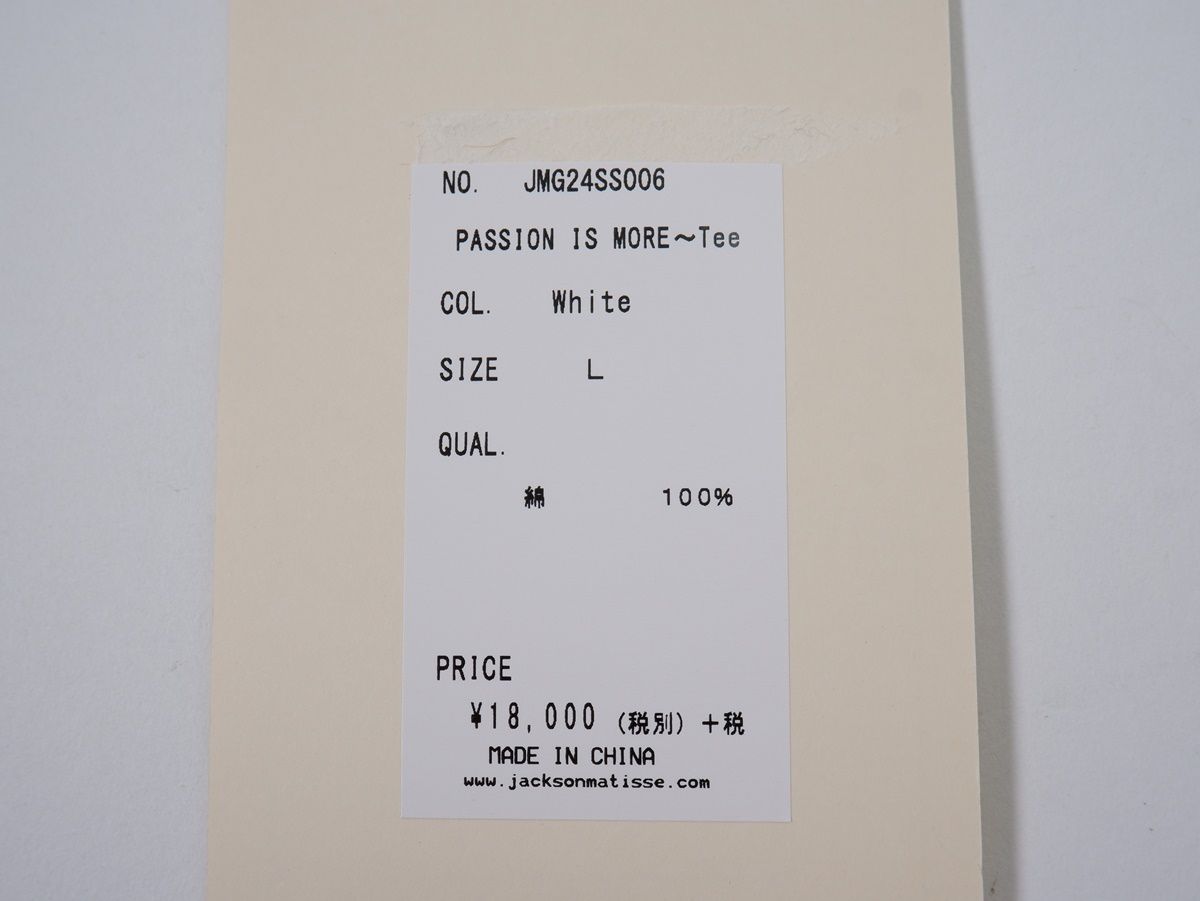 NO. JMG24SS006
PASSION IS MORE～Tee
COL. White
SIZE L
QUAL.
綿 100%
PRICE
¥18,000 (税別) +税
MADE IN CHINA
www.jacksonmatisse.com